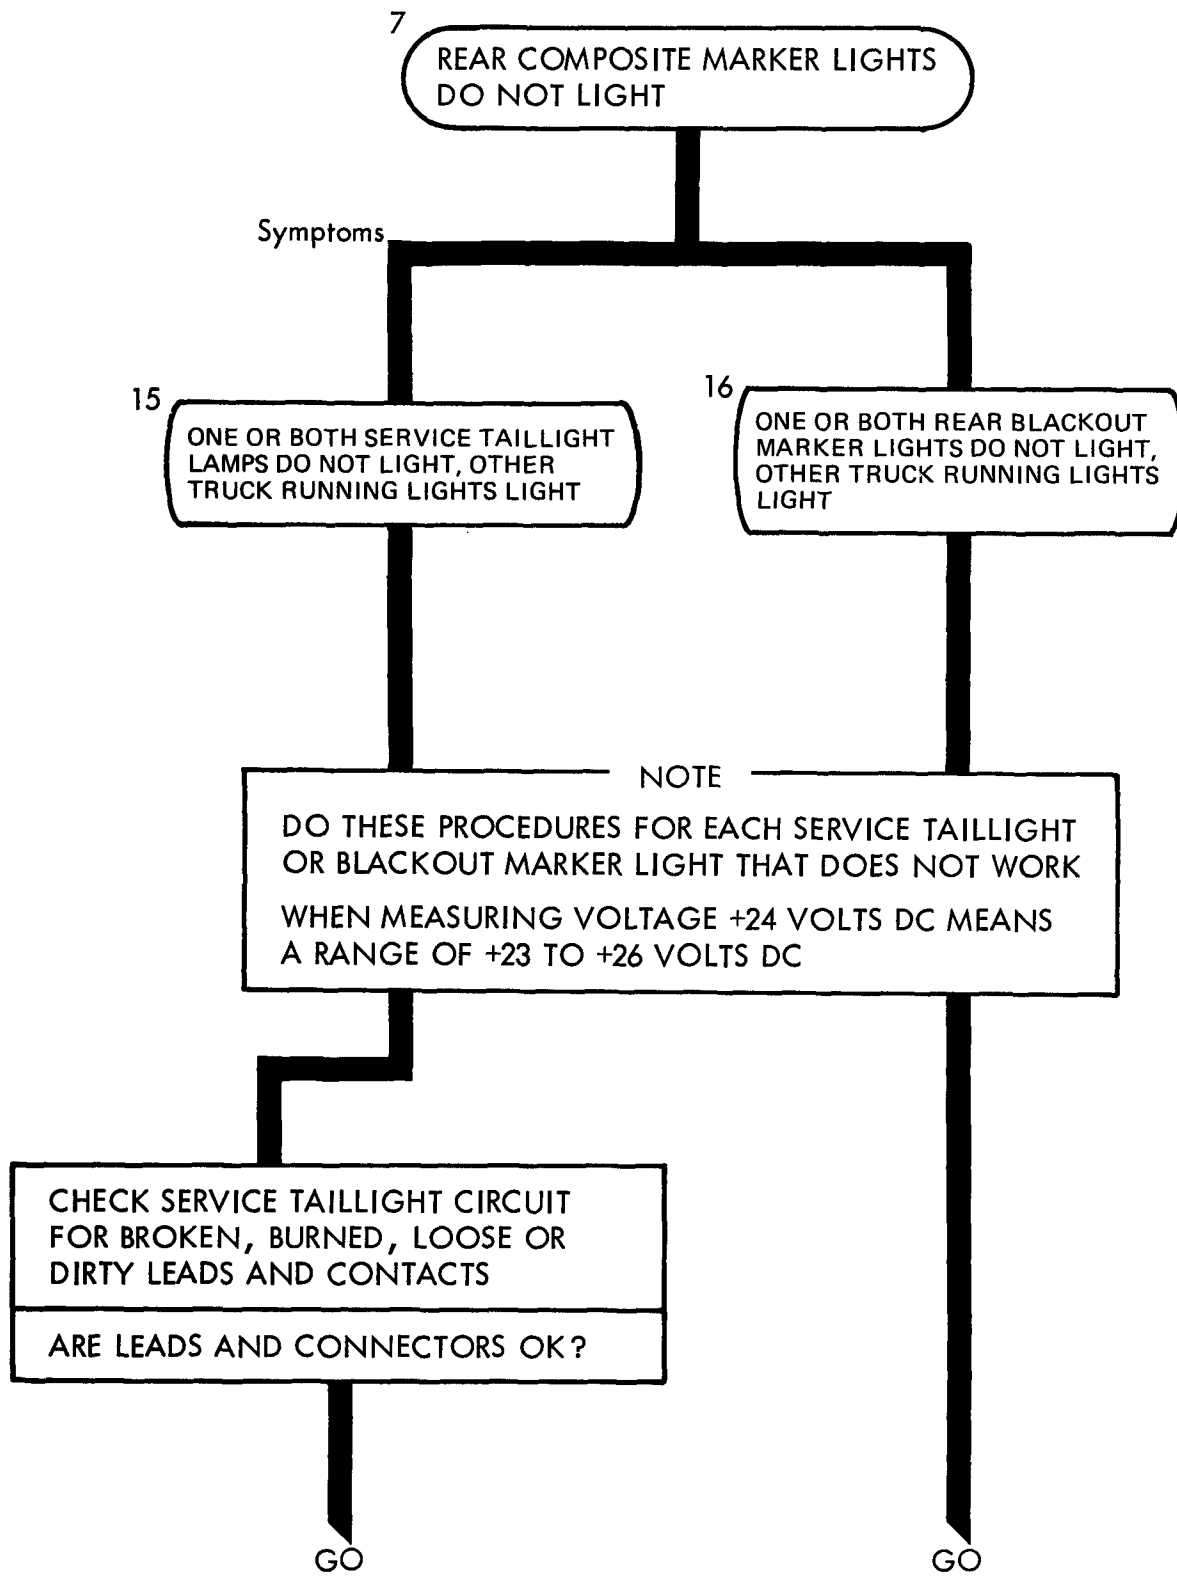 7
REAR COMPOSITE MARKER LIGHTS
DO NOT LIGHT
Symptoms
15
ONE OR BOTH SERVICE TAILLIGHT
LAMPS DO NOT LIGHT, OTHER
TRUCK RUNNING LIGHTS LIGHT
16
ONE OR BOTH REAR BLACKOUT
MARKER LIGHTS DO NOT LIGHT,
OTHER TRUCK RUNNING LIGHTS
LIGHT
NOTE
DO THESE PROCEDURES FOR EACH SERVICE TAILLIGHT
OR BLACKOUT MARKER LIGHT THAT DOES NOT WORK
WHEN MEASURING VOLTAGE +24 VOLTS DC MEANS
A RANGE OF +23 TO +26 VOLTS DC
CHECK SERVICE TAILLIGHT CIRCUIT
FOR BROKEN, BURNED, LOOSE OR
DIRTY LEADS AND CONTACTS
ARE LEADS AND CONNECTORS OK?
GO
GO